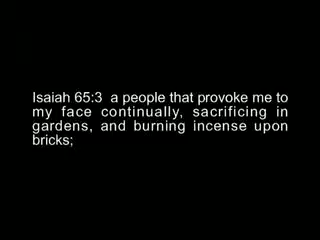 Isaiah 65:3  a people that provoke me to
my face continually, sacrificing in
gardens, and burning incense upon
bricks;